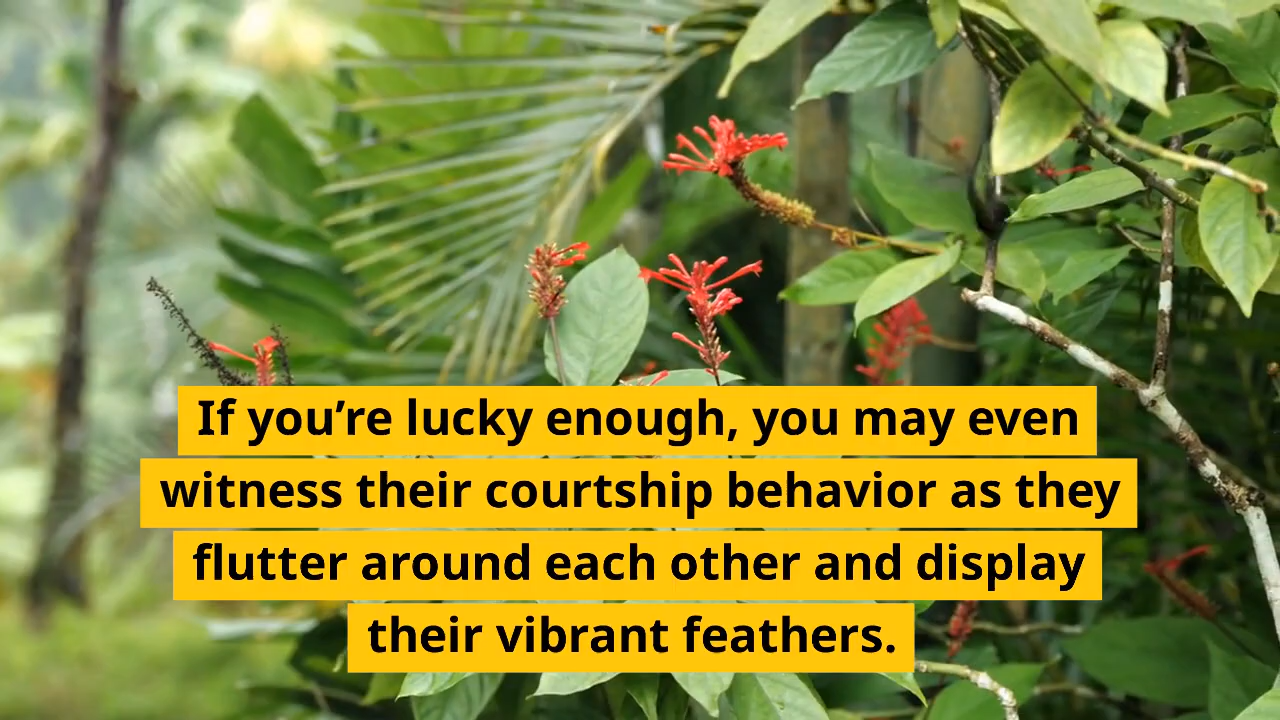 If you’re lucky enough, you may even
witness their courtship behavior as they
flutter around each other and display
their vibrant feathers.